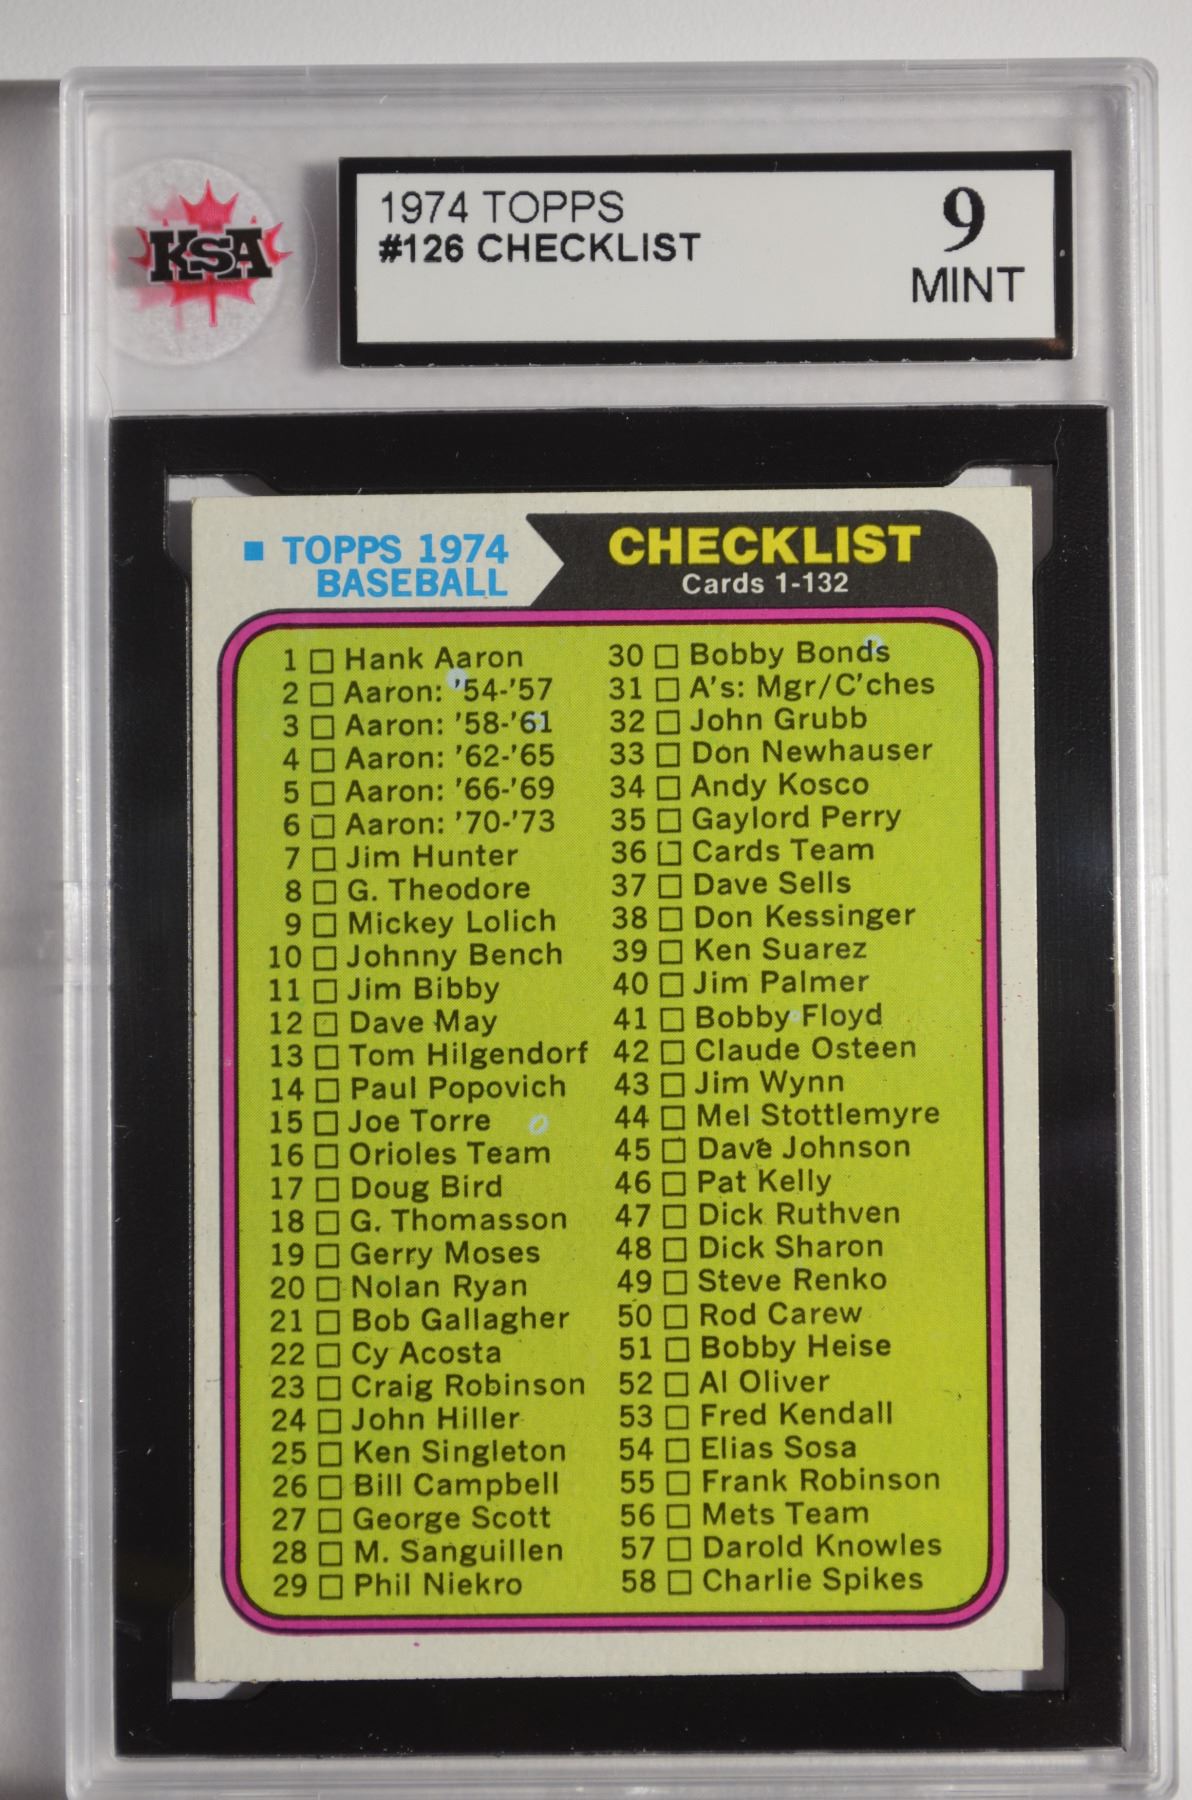 KSA
1974 TOPPS
#126 CHECKLIST
9
MINT
TOPPS 1974
BASEBALL
CHECKLIST
Cards 1-132
1 Hank Aaron
2 Aaron: '54-'57
3 Aaron: '58-'61
4 Aaron: '62-'65
5 Aaron: '66-'69
6 Aaron: '70-'73
7 Jim Hunter
8 G. Theodore
9 Mickey Lolich
10 Johnny Bench
11 Jim Bibby
12 Dave May
13 Tom Hilgendorf
14 Paul Popovich
15 Joe Torre
16 Orioles Team
17 Doug Bird
18 G. Thomasson
19 Gerry Moses
20 Nolan Ryan
21 Bob Gallagher
22 Cy Acosta
23 Craig Robinson
24 John Hiller
25 Ken Singleton
26 Bill Campbell
27 George Scott
28 M. Sanguillen
29 Phil Niekro
30 Bobby Bonds
31 A's: Mgr/C'ches
32 John Grubb
33 Don Newhauser
34 Andy Kosco
35 Gaylord Perry
36 Cards Team
37 Dave Sells
38 Don Kessinger
39 Ken Suarez
40 Jim Palmer
41 Bobby Floyd
42 Claude Osteen
43 Jim Wynn
44 Mel Stottlemyre
45 Dave Johnson
46 Pat Kelly
47 Dick Ruthven
48 Dick Sharon
49 Steve Renko
50 Rod Carew
51 Bobby Heise
52 Al Oliver
53 Fred Kendall
54 Elias Sosa
55 Frank Robinson
56 Mets Team
57 Darold Knowles
58 Charlie Spikes